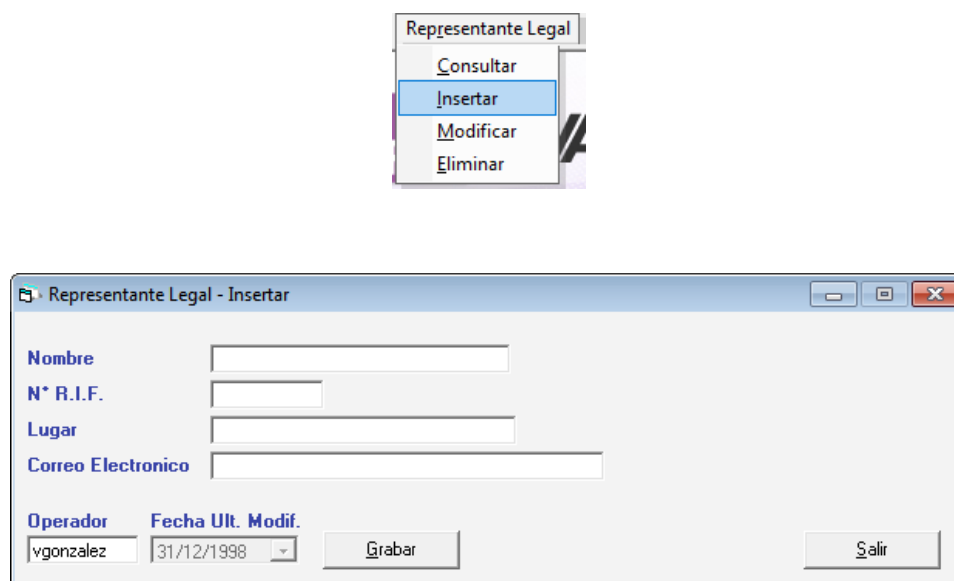 Representante Legal
Consultar
Insertar
Modificar
Eliminar
Representante Legal - Insertar
Nombre
N° R.I.F.
Lugar
Correo Electronico
Operador Fecha Ult. Modif.
vgonzalez 31/12/1998 Grabar Salir